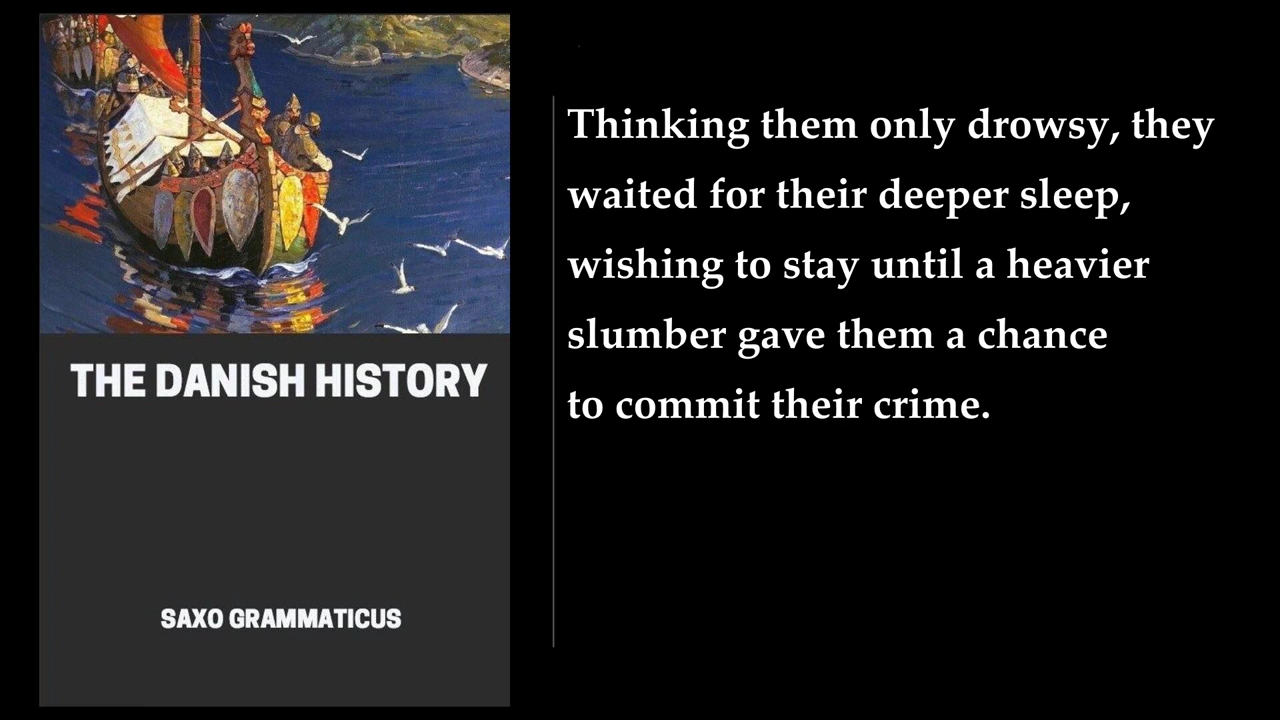 THE DANISH HISTORY
SAXO GRAMMATICUS
Thinking them only drowsy, they
waited for their deeper sleep,
wishing to stay until a heavier
slumber gave them a chance
to commit their crime.